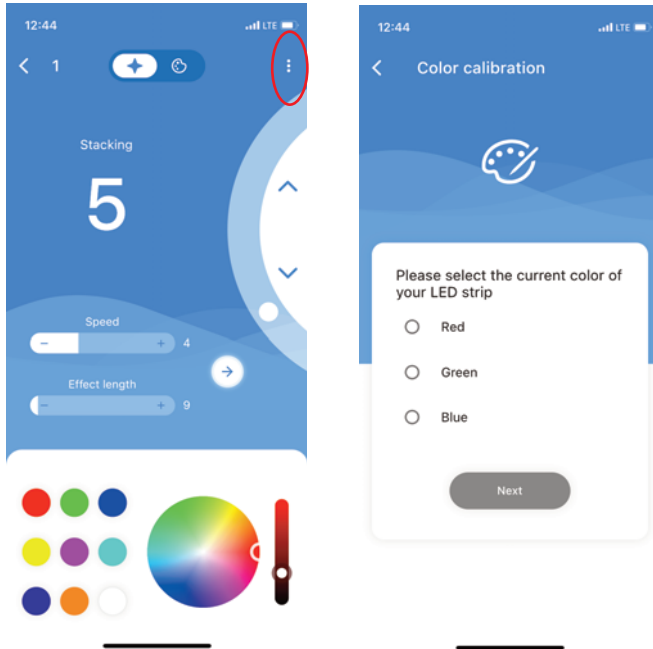 12:44
LTE
1
Stacking
5
Speed
- + 4
Effect length
- + 9
12:44
LTE
Color calibration
Please select the current color of
your LED strip
Red
Green
Blue
Next